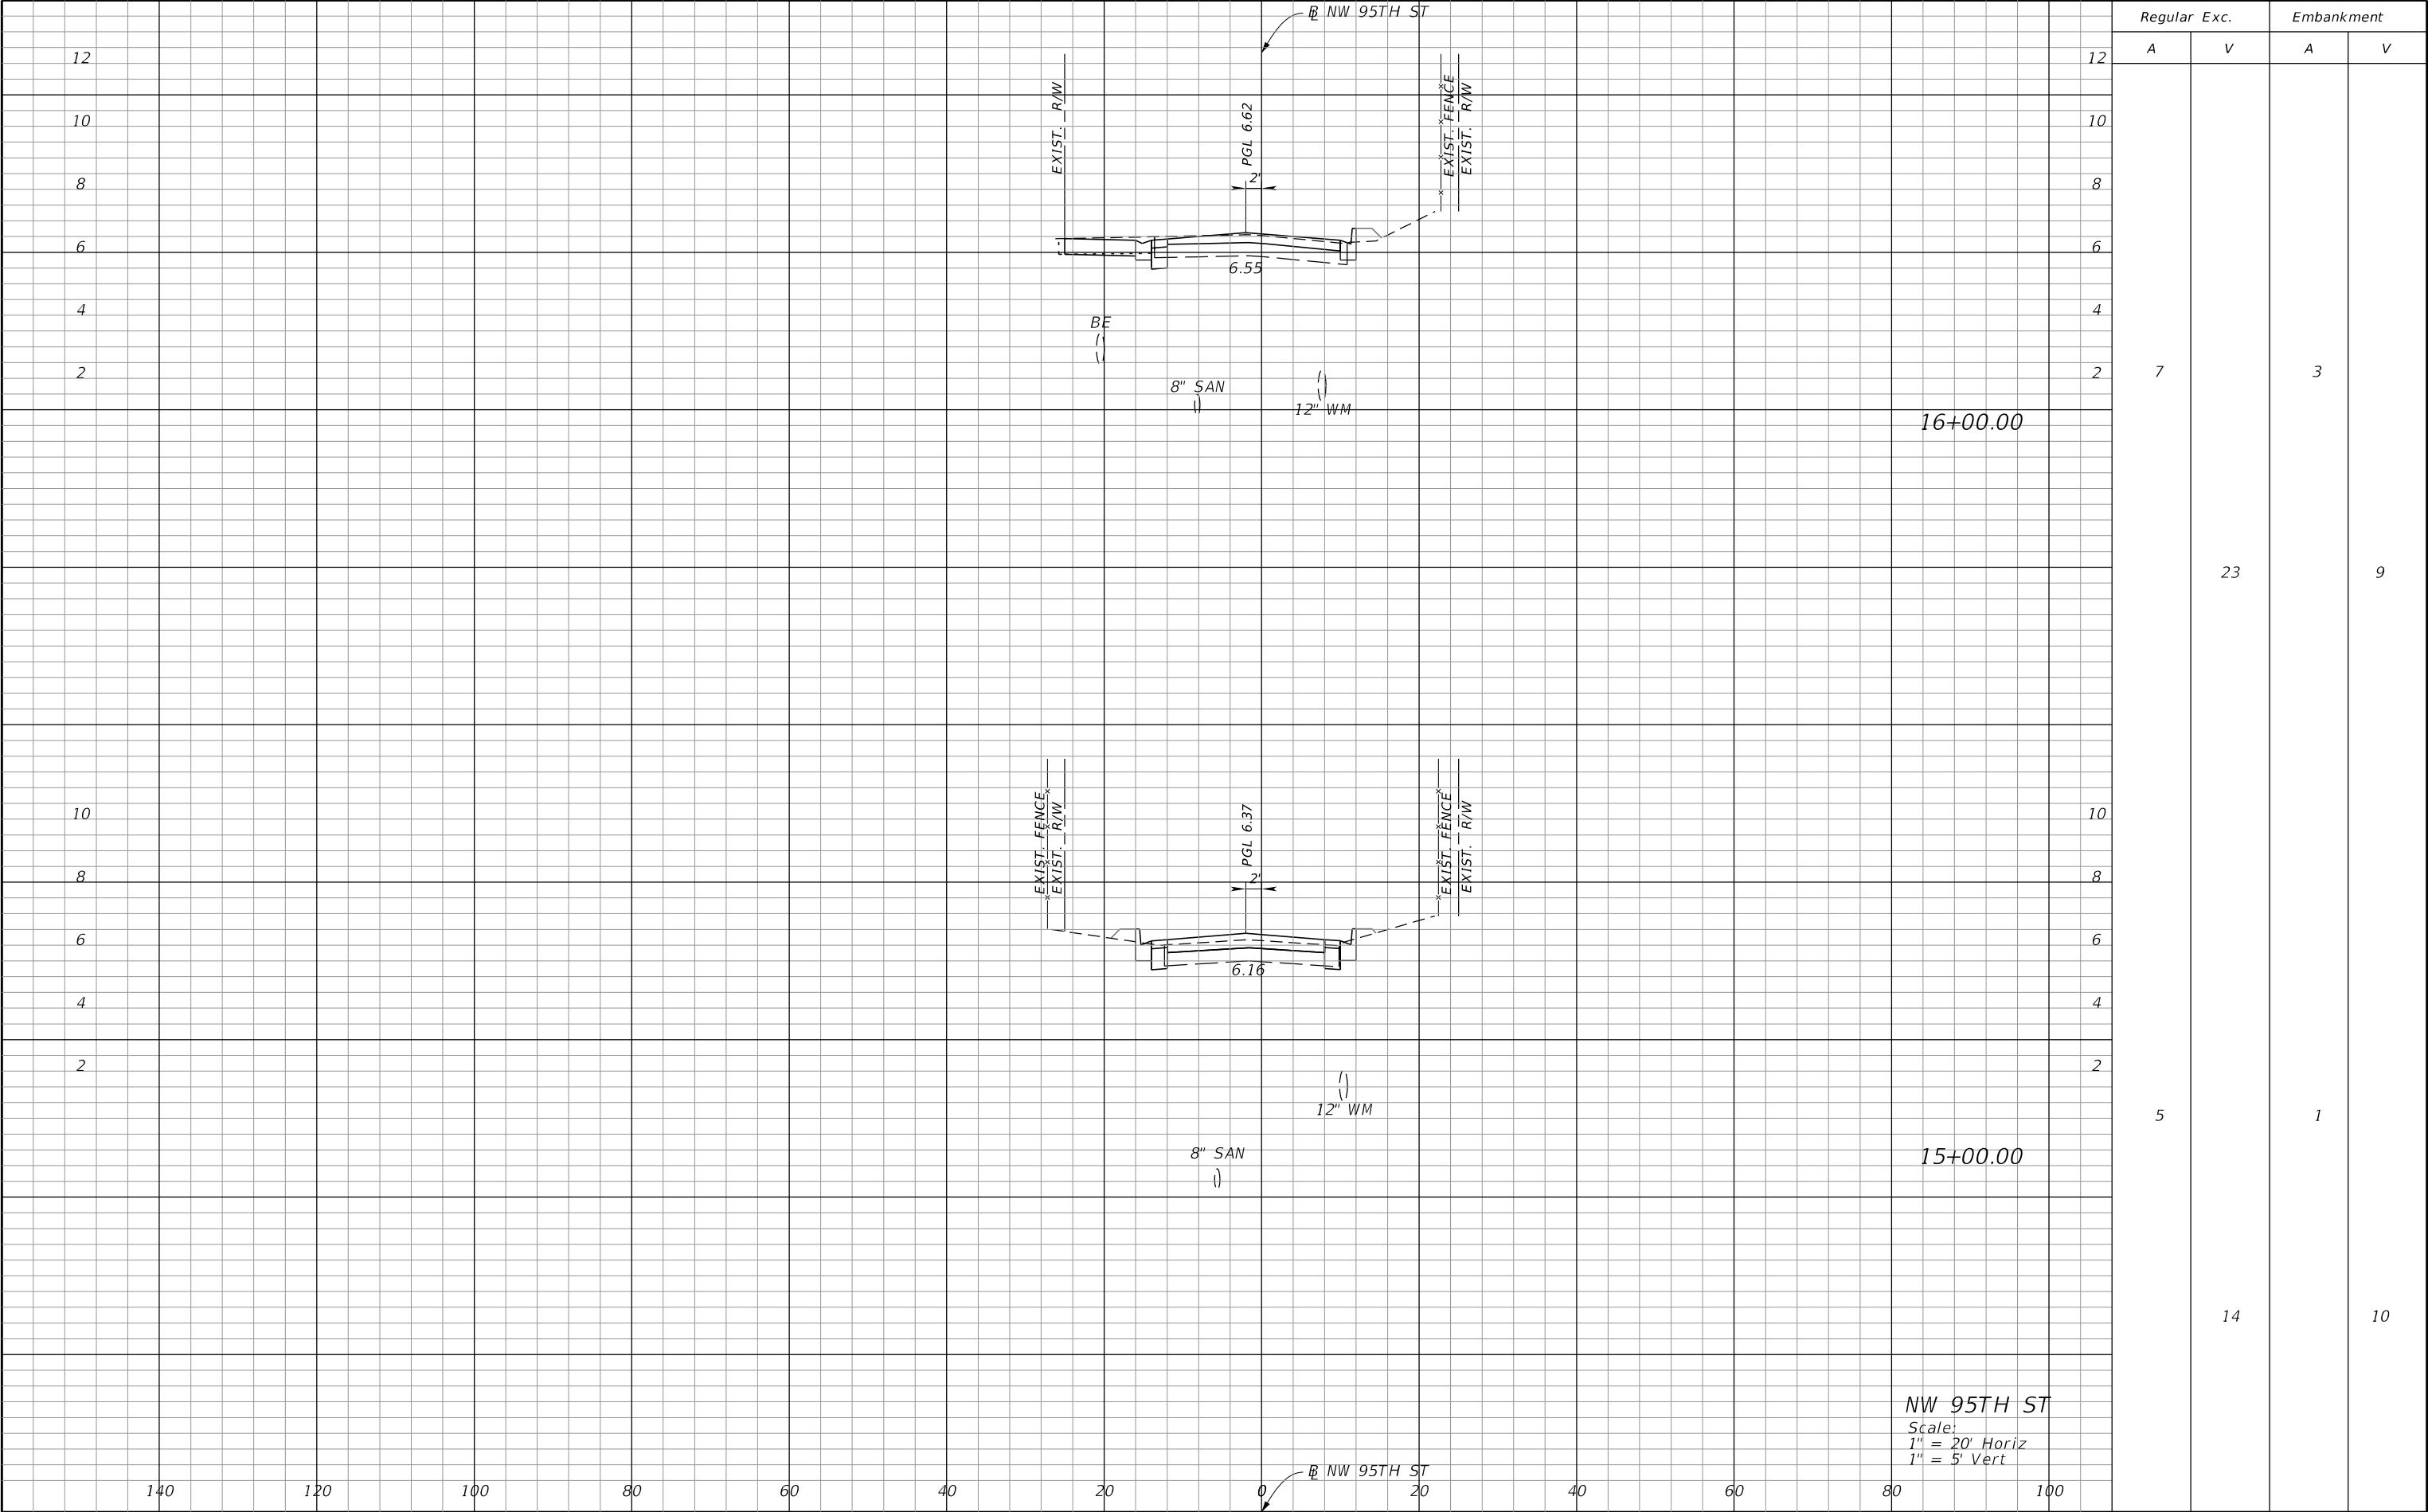 Regular Exc. Embankment
A V A V
℄ NW 95TH ST
12 12
10 10
8 8
6 6
4 4
2 2
EXIST. R/W
PGL 6.62
EXIST. FENCE
EXIST. R/W
2'
6.55
BE
8" SAN
12" WM
7 3
16+00.00
23 9
10 10
8 8
6 6
4 4
2 2
EXIST. FENCE
EXIST. R/W
PGL 6.37
EXIST. FENCE
EXIST. R/W
2'
6.16
12" WM
5 1
8" SAN
15+00.00
14 10
NW 95TH ST
Scale:
1" = 20' Horiz
1" = 5' Vert
BL NW 95TH ST
140 120 100 80 60 40 20 0 20 40 60 80 100